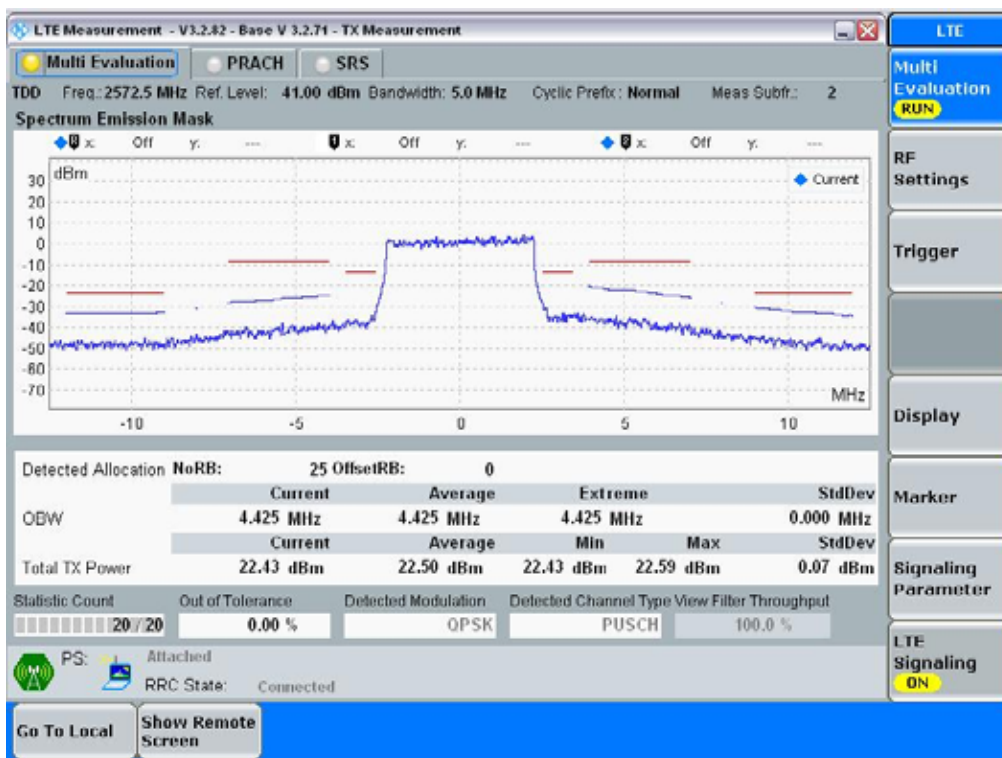 LTE Measurement - V3.2.82 - Base V 3.2.71 - TX Measurement
LTE
Multi Evaluation PRACH SRS
Multi Evaluation
RUN
TDD Freq.: 2572.5 MHz Ref. Level: 41.00 dBm Bandwidth: 5.0 MHz Cyclic Prefix: Normal Meas Subfr.: 2
Spectrum Emission Mask
x: Off y: --- 1 x: Off y: --- x: Off y: ---
dBm
Current
30
20
10
0
-10
-20
-30
-40
-50
-60
-70
MHz
-10 -5 0 5 10
RF Settings
Trigger
Display
Marker
Signaling Parameter
LTE Signaling
ON
Detected Allocation NoRB: 25 OffsetRB: 0
Current Average Extreme StdDev
OBW 4.425 MHz 4.425 MHz 4.425 MHz 0.000 MHz
Current Average Min Max StdDev
Total TX Power 22.43 dBm 22.50 dBm 22.43 dBm 22.59 dBm 0.07 dBm
Statistic Count Out of Tolerance Detected Modulation Detected Channel Type View Filter Throughput
20 / 20 0.00 % QPSK PUSCH 100.0 %
PS: Attached
RRC State: Connected
Go To Local
Show Remote Screen